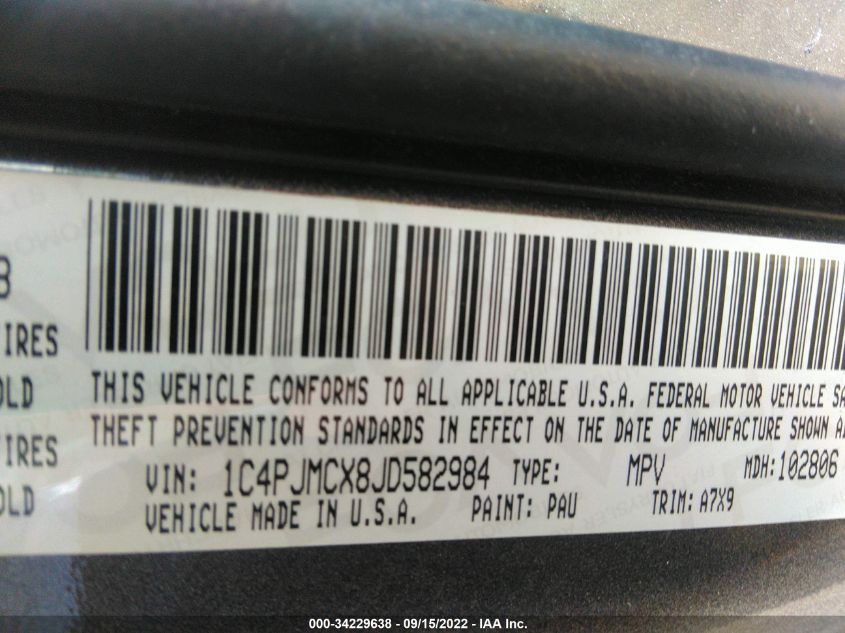 8
IRES
OLD
THIS VEHICLE CONFORMS TO ALL APPLICABLE U.S.A. FEDERAL MOTOR VEHICLE SA
THEFT PREVENTION STANDARDS IN EFFECT ON THE DATE OF MANUFACTURE SHOWN A
IRES
OLD
VIN: 1C4PJMCX8JD582984 TYPE: MPV MDH:102806
VEHICLE MADE IN U.S.A. PAINT: PAU TRIM: A7X9
000-34229638 - 09/15/2022 - IAA Inc.